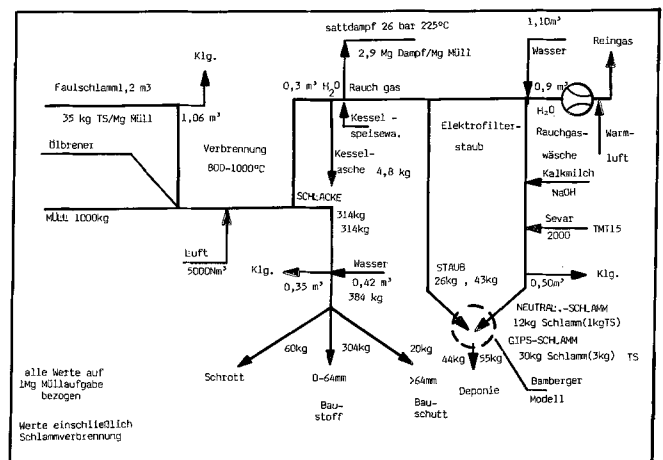 sattdampf 26 bar 225°C
2,9 Mg Dampf/Mg Müll
1,10m³
Wasser
Reingas
Klg.
Faulschlamm1,2 m3
35 kg TS/Mg Müll
1,06 m³
0,3 m³ H₂O
Rauch gas
0,9 m³
H₂O
Ölbrener
Verbrennung
800-1000°C
Kessel-
speisewa.
Kessel-
asche 4,8 kg
Elektrofilter-
staub
Rauchgas-
wäsche
Warm-
luft
Kalkmilch
NaOH
MÜLL 1000kg
SCHLACKE
314kg
314kg
Luft
5000Nm³
Sevar
2000
TMT15
Klg.
0,35 m³
Wasser
0,42 m³
384 kg
STAUB
26kg , 43kg
0,50m³
Klg.
NEUTRAL.-SCHLAMM
12kg Schlamm(1kgTS)
GIPS-SCHLAMM
30kg Schlamm(3kg) TS
60kg
304kg
20kg
44kg
55kg
Schrott
0-64mm
>64mm
Deponie
Bamberger
Modell
Bau-
stoff
Bau-
schutt
alle Werte auf
1Mg Müllaufgabe
bezogen
Werte einschließlich
Schlammverbrennung